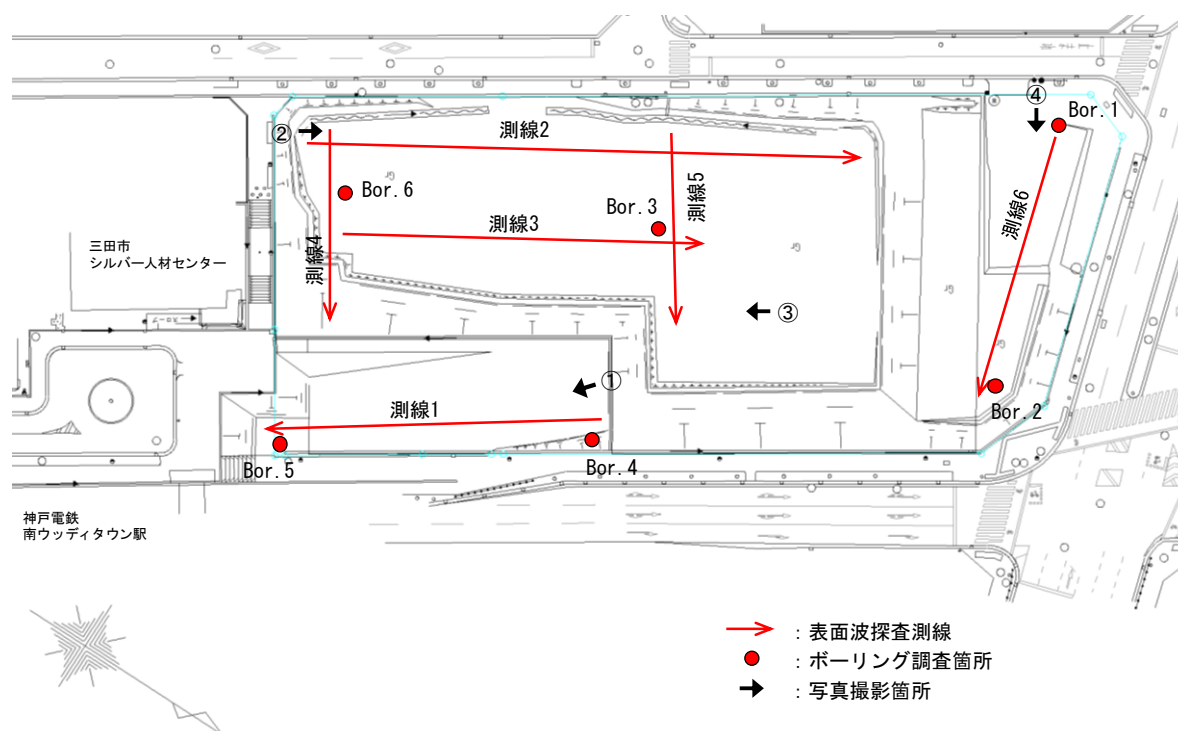 ④
Bor.1
②
測線2
測線5
測線6
Bor.6
Bor.3
測線3
測線4
三田市
シルバー人材センター
③
①
Bor.2
測線1
Bor.5
Bor.4
神戸電鉄
南ウッディタウン駅
：表面波探査測線
：ボーリング調査箇所
：写真撮影箇所